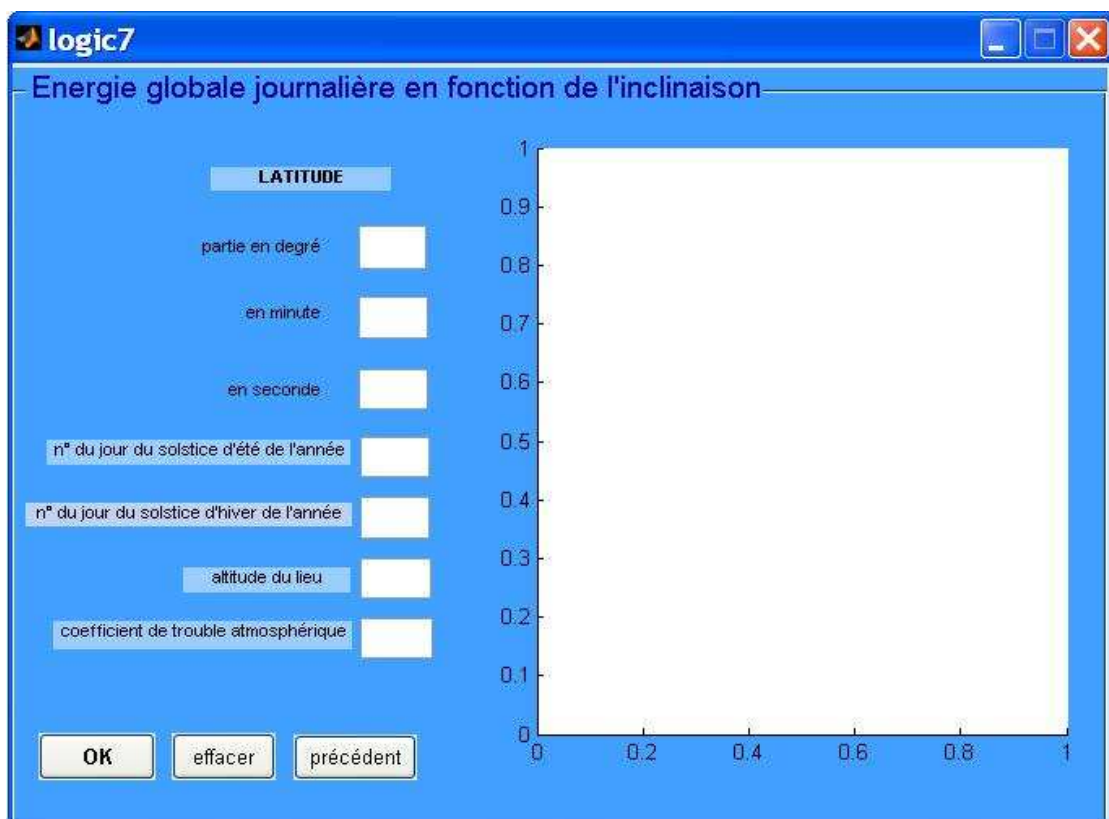 logic7
Energie globale journalière en fonction de l'inclinaison
LATITUDE
partie en degré
en minute
en seconde
n° du jour du solstice d'été de l'année
n° du jour du solstice d'hiver de l'année
altitude du lieu
coefficient de trouble atmosphérique
OK effacer précédent
1
0.9
0.8
0.7
0.6
0.5
0.4
0.3
0.2
0.1
0
0 0.2 0.4 0.6 0.8 1